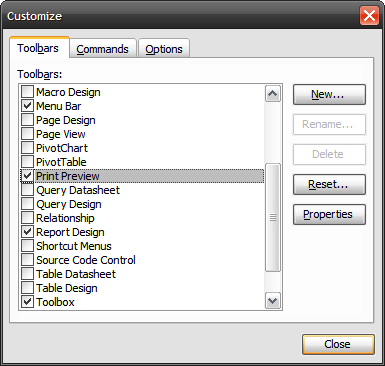 Customize
Toolbars Commands Options
Toolbars:
Macro Design
Menu Bar
Page Design
Page View
PivotChart
PivotTable
Print Preview
Query Datasheet
Query Design
Relationship
Report Design
Shortcut Menus
Source Code Control
Table Datasheet
Table Design
Toolbox
New...
Rename...
Delete
Reset...
Properties
Close